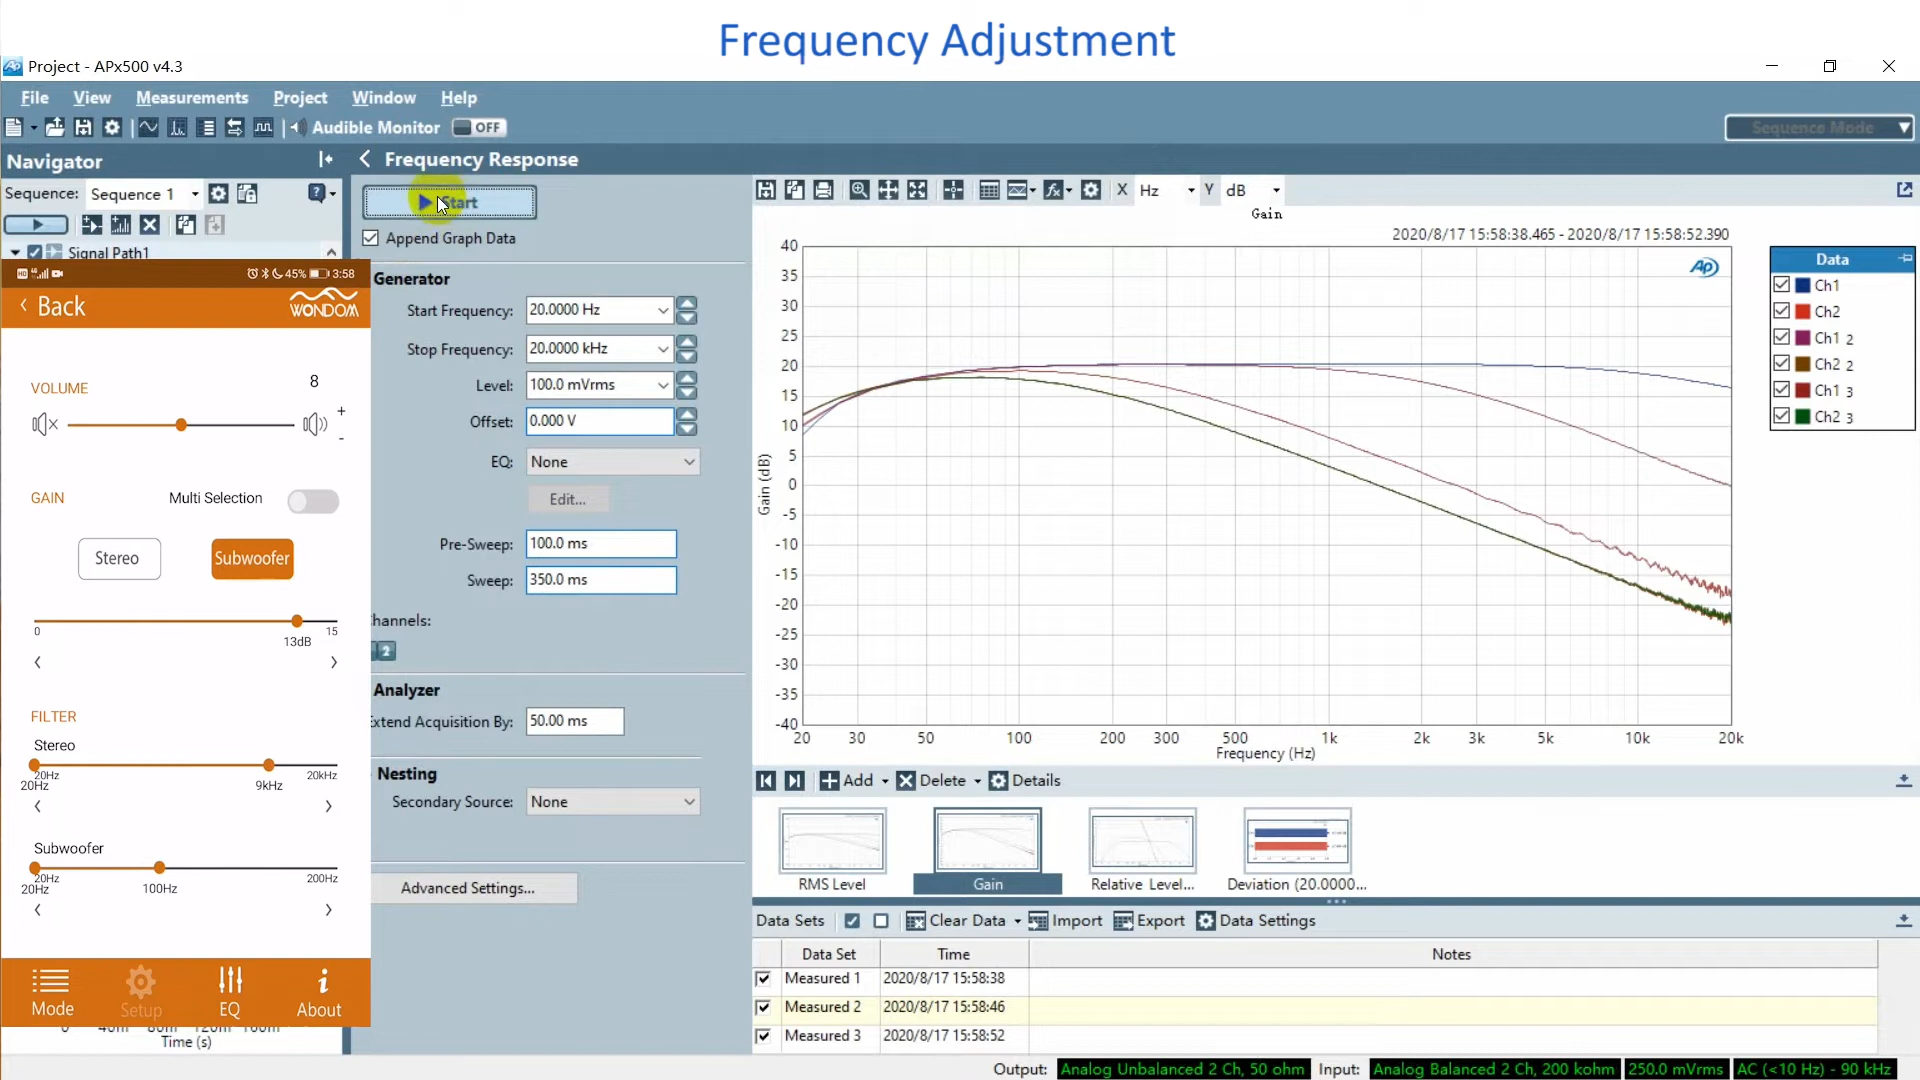 Frequency Adjustment
Project - APx500 v4.3
File View Measurements Project Window Help
Audible Monitor OFF
Sequence Mode
Navigator
Frequency Response
Sequence: Sequence 1
Signal Path1
Start
Append Graph Data
Generator
Start Frequency: 20.0000 Hz
Stop Frequency: 20.0000 kHz
Level: 100.0 mVrms
Offset: 0.000 V
EQ: None
Edit...
Pre-Sweep: 100.0 ms
Sweep: 350.0 ms
hannels:
2
Analyzer
Extend Acquisition By: 50.00 ms
Nesting
Secondary Source: None
Advanced Settings...
45% 3:58
Back
WONDOM
VOLUME 8
+
-
GAIN Multi Selection
Stereo Subwoofer
0 15
13dB
FILTER
Stereo
20Hz 20kHz
20Hz 9kHz
Subwoofer
20Hz 200Hz
20Hz 100Hz
Mode Setup EQ About
Time (s)
X Hz Y dB
Gain
2020/8/17 15:58:38.465 - 2020/8/17 15:58:52.390
40
35
30
25
20
15
10
5
0
-5
-10
-15
-20
-25
-30
-35
-40
Gain (dB)
20 30 50 100 200 300 500 1k 2k 3k 5k 10k 20k
Frequency (Hz)
Data
Ch1
Ch2
Ch1 2
Ch2 2
Ch1 3
Ch2 3
Add Delete Details
RMS Level Gain Relative Level... Deviation (20.0000...
Data Sets Clear Data Import Export Data Settings
Data Set Time Notes
Measured 1 2020/8/17 15:58:38
Measured 2 2020/8/17 15:58:46
Measured 3 2020/8/17 15:58:52
Output: Analog Unbalanced 2 Ch, 50 ohm Input: Analog Balanced 2 Ch, 200 kohm 250.0 mVrms AC (<10 Hz) - 90 kHz